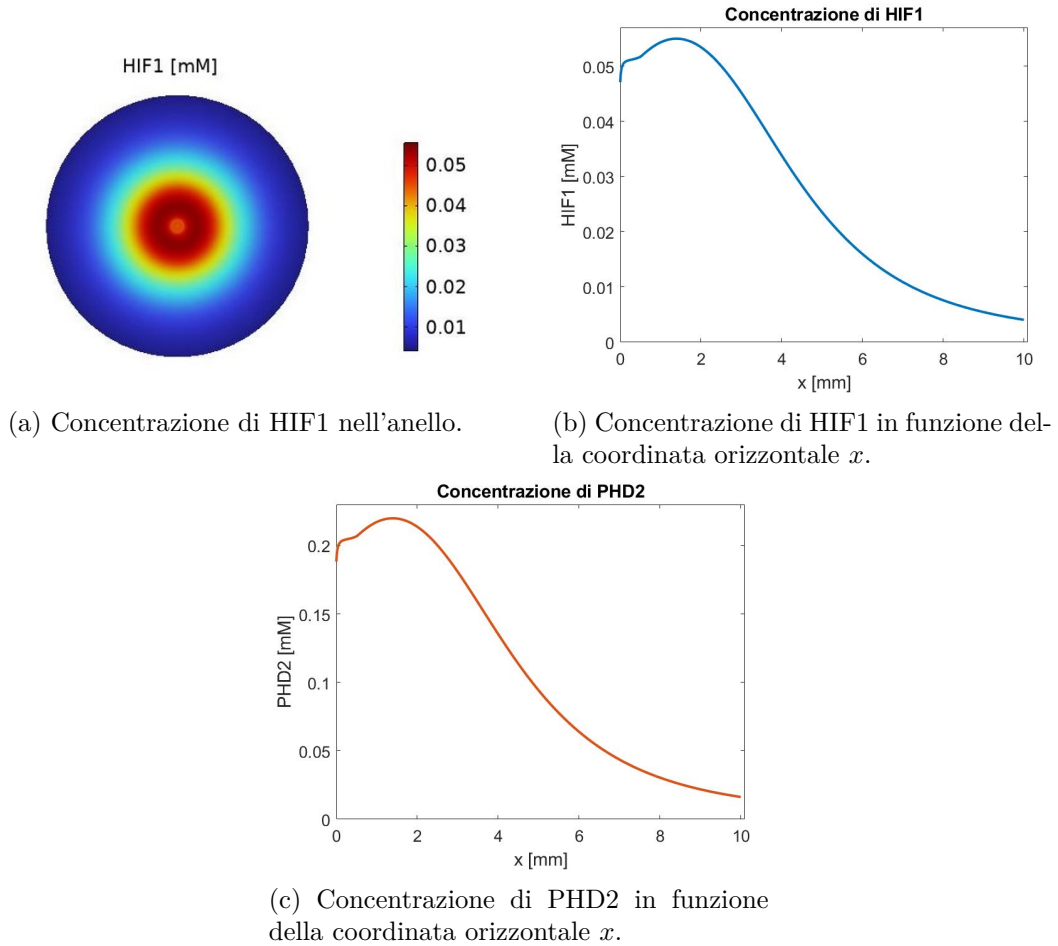 HIF1 [mM]
0.05
0.04
0.03
0.02
0.01
Concentrazione di HIF1
0.05
0.04
0.03
0.02
0.01
0
HIF1 [mM]
0 2 4 6 8 10
x [mm]
(a) Concentrazione di HIF1 nell'anello.
(b) Concentrazione di HIF1 in funzione del-
la coordinata orizzontale x.
Concentrazione di PHD2
0.2
0.15
0.1
0.05
0
PHD2 [mM]
0 2 4 6 8 10
x [mm]
(c) Concentrazione di PHD2 in funzione
della coordinata orizzontale x.